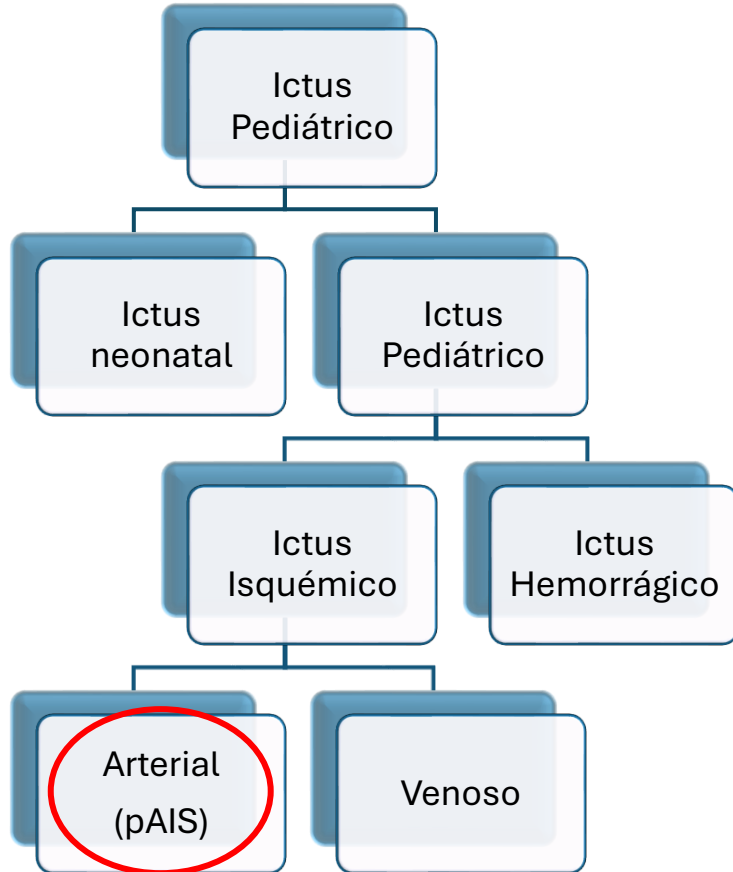 Ictus
Pediátrico
Ictus
neonatal
Ictus
Pediátrico
Ictus
Isquémico
Ictus
Hemorrágico
Arterial
(pAIS)
Venoso